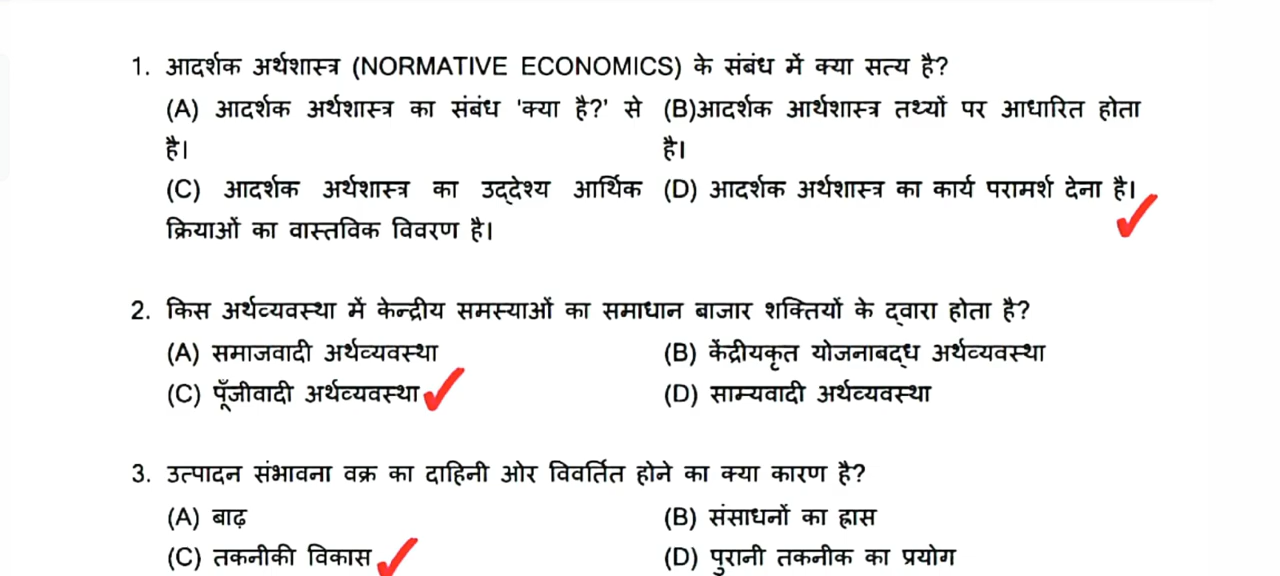 1. आदर्शक अर्थशास्त्र (NORMATIVE ECONOMICS) के संबंध में क्या सत्य है?
(A) आदर्शक अर्थशास्त्र का संबंध 'क्या है?' से (B)आदर्शक आर्थशास्त्र तथ्यों पर आधारित होता
है। है।
(C) आदर्शक अर्थशास्त्र का उद्देश्य आर्थिक (D) आदर्शक अर्थशास्त्र का कार्य परामर्श देना है।
क्रियाओं का वास्तविक विवरण है।
2. किस अर्थव्यवस्था में केन्द्रीय समस्याओं का समाधान बाजार शक्तियों के द्वारा होता है?
(A) समाजवादी अर्थव्यवस्था (B) केंद्रीयकृत योजनाबद्ध अर्थव्यवस्था
(C) पूँजीवादी अर्थव्यवस्था (D) साम्यवादी अर्थव्यवस्था
3. उत्पादन संभावना वक्र का दाहिनी ओर विवर्तित होने का क्या कारण है?
(A) बाढ़ (B) संसाधनों का ह्रास
(C) तकनीकी विकास (D) पुरानी तकनीक का प्रयोग